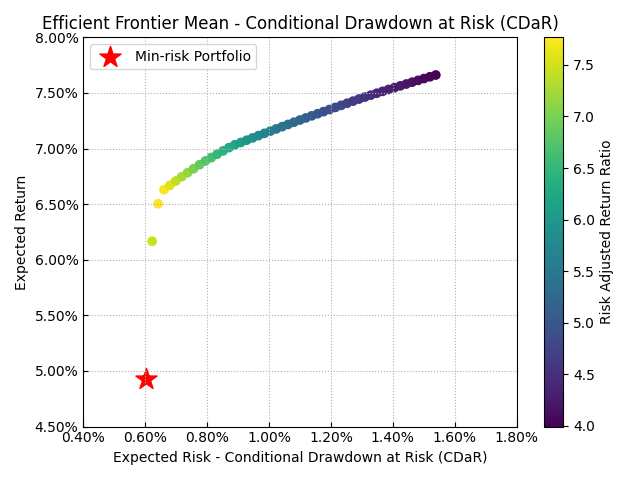 Efficient Frontier Mean - Conditional Drawdown at Risk (CDaR)
Min-risk Portfolio
8.00%
7.50%
7.00%
6.50%
6.00%
5.50%
5.00%
4.50%
Expected Return
0.40% 0.60% 0.80% 1.00% 1.20% 1.40% 1.60% 1.80%
Expected Risk - Conditional Drawdown at Risk (CDaR)
7.5
7.0
6.5
6.0
5.5
5.0
4.5
4.0
Risk Adjusted Return Ratio